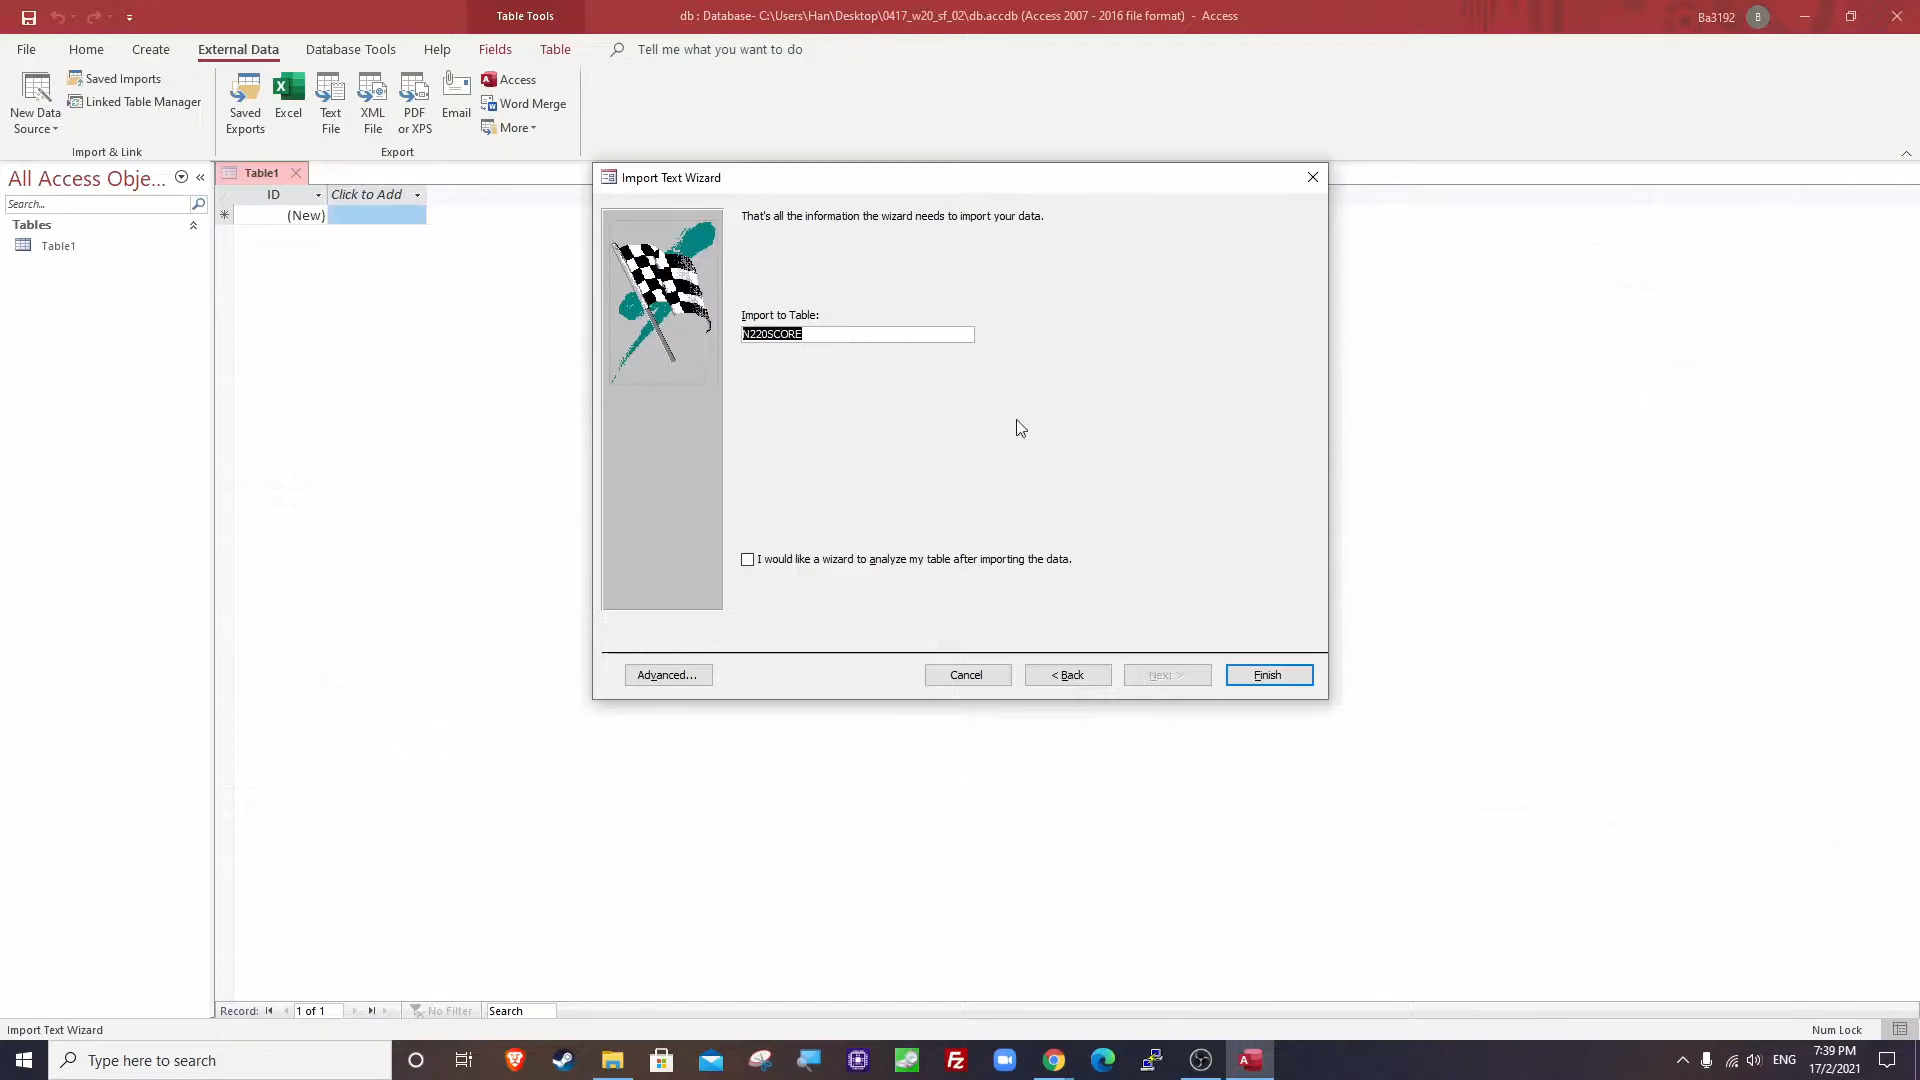 Table Tools
db : Database- C:\Users\Han\Desktop\0417_w20_sf_02\db.accdb (Access 2007 - 2016 file format) - Access
Ba3192
B
File Home Create External Data Database Tools Help Fields Table Tell me what you want to do
New Data Source
Saved Imports
Linked Table Manager
Import & Link
Saved Exports
Excel
Text File
XML File
PDF or XPS
Email
Access
Word Merge
More
Export
All Access Obje... «
Search...
Tables
Table1
Table1
ID Click to Add
* (New)
Import Text Wizard
That's all the information the wizard needs to import your data.
Import to Table:
N220SCORE
I would like a wizard to analyze my table after importing the data.
Advanced... Cancel < Back Next > Finish
Record: 1 of 1 No Filter Search
Import Text Wizard
Num Lock
Type here to search
ENG
7:39 PM
17/2/2021